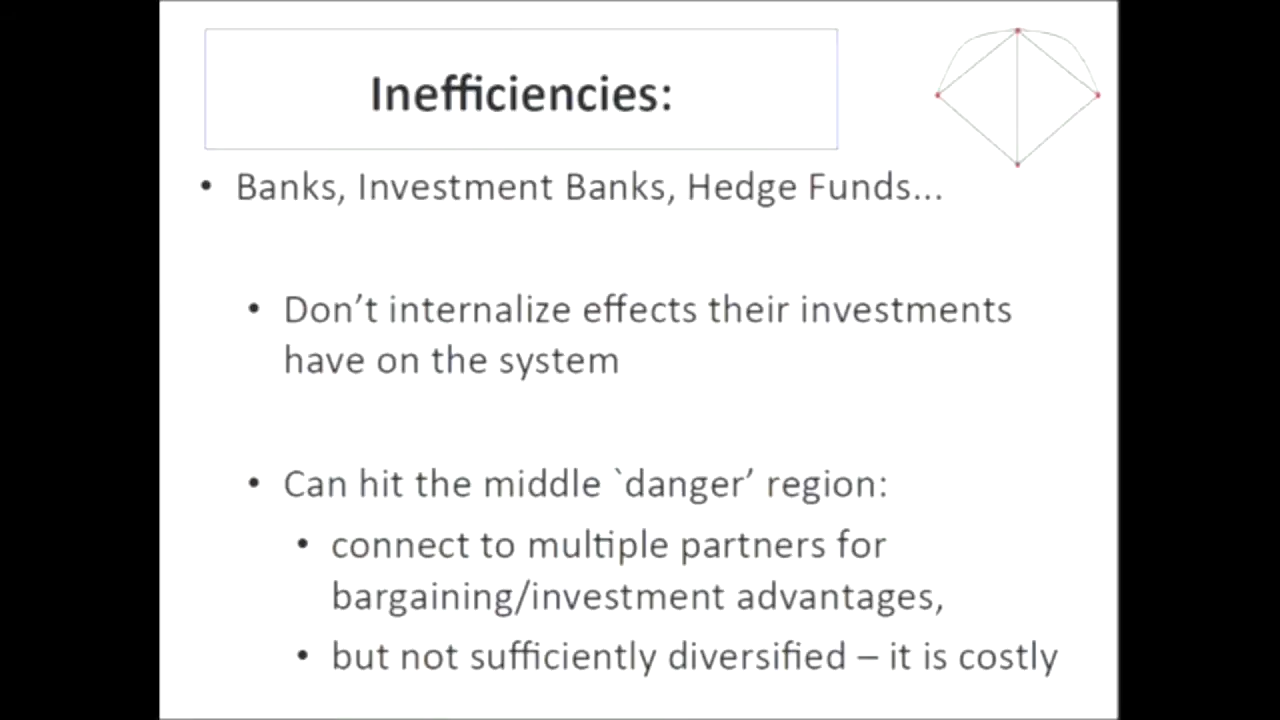 Inefficiencies:
• Banks, Investment Banks, Hedge Funds...
• Don’t internalize effects their investments
have on the system
• Can hit the middle `danger’ region:
• connect to multiple partners for
bargaining/investment advantages,
• but not sufficiently diversified – it is costly